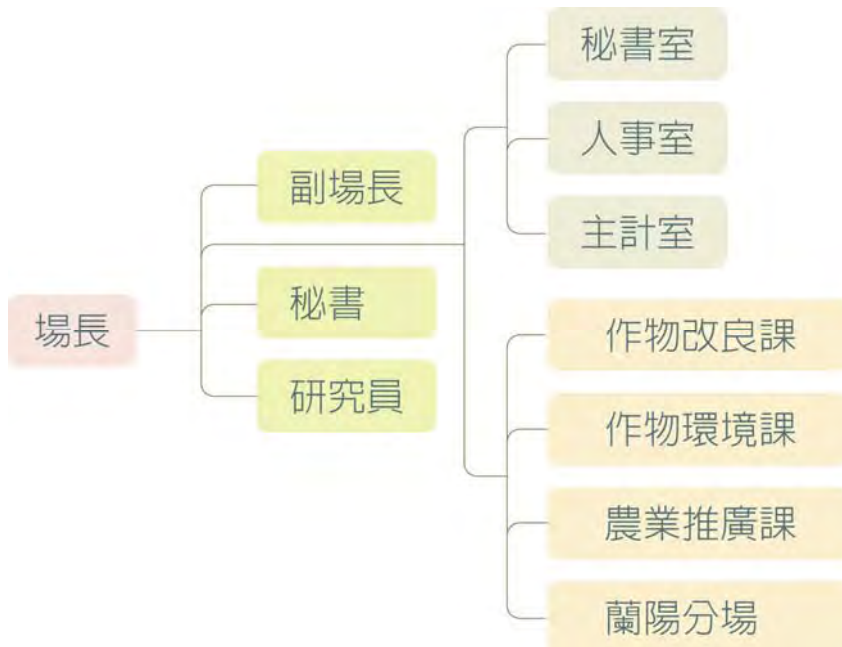 場長
副場長
秘書
研究員
秘書室
人事室
主計室
作物改良課
作物環境課
農業推廣課
蘭陽分場